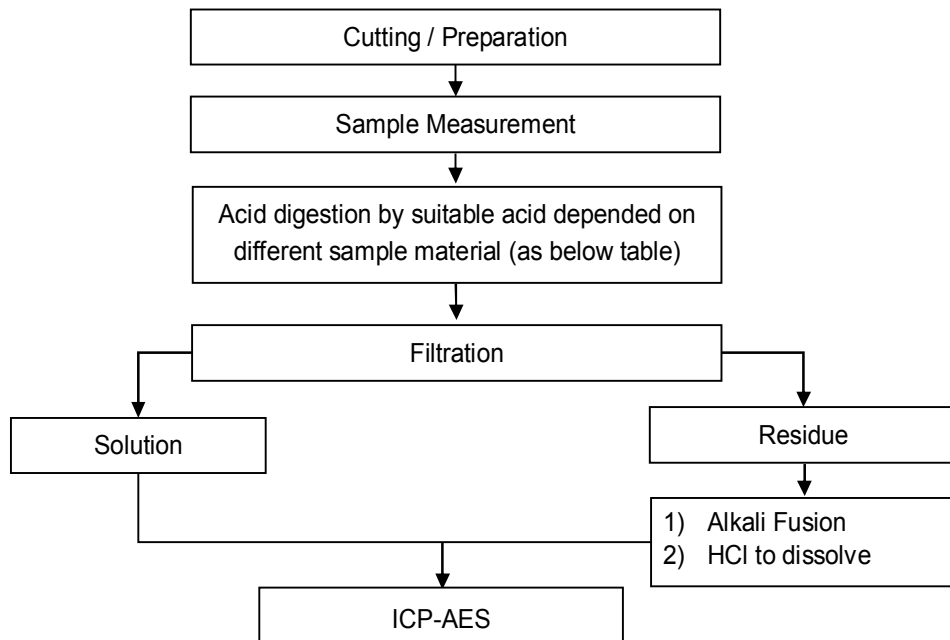 Cutting / Preparation
Sample Measurement
Acid digestion by suitable acid depended on
different sample material (as below table)
Filtration
Solution
Residue
1) Alkali Fusion
2) HCl to dissolve
ICP-AES